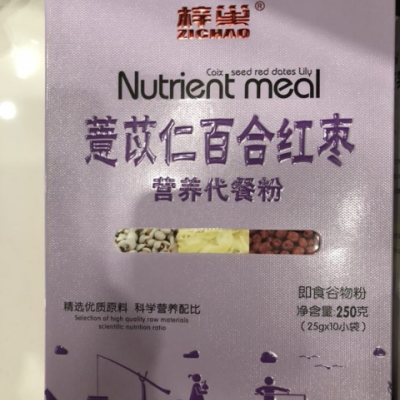 梓巢®
ZICHAO
Coix seed red dates Lily
Nutrient meal
薏苡仁百合红枣
营养代餐粉
精选优质原料 科学营养配比
Selection of high quality raw materials
scientific nutrition ratio
即食谷物粉
净含量:250克
(25gx10小袋)